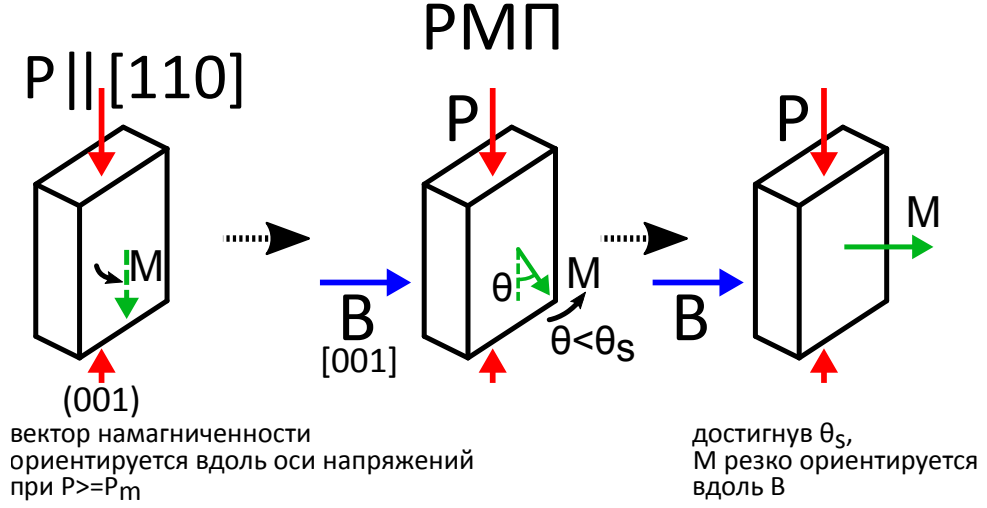 РМП
P || [110]
P
P
M
M
M
θ
B
[001]
θ<θs
B
(001)
вектор намагниченности
ориентируется вдоль оси напряжений
при P>=Pm
достигнув θs,
М резко ориентируется
вдоль В